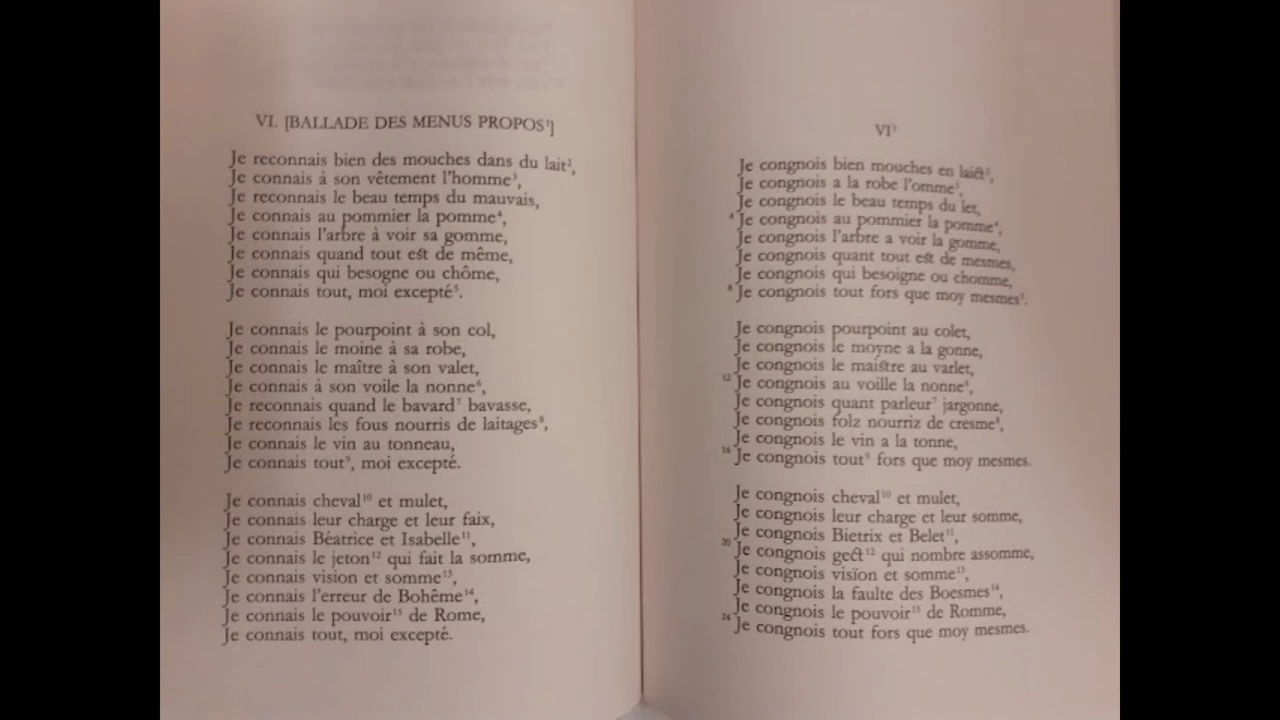 VI. [BALLADE DES MENUS PROPOS¹]
Je reconnais bien des mouches dans du lait²,
Je connais à son vêtement l'homme³,
Je reconnais le beau temps du mauvais,
Je connais au pommier la pomme⁴,
Je connais l'arbre à voir sa gomme,
Je connais quand tout est de même,
Je connais qui besogne ou chôme,
Je connais tout, moi excepté⁵.
Je connais le pourpoint à son col,
Je connais le moine à sa robe,
Je connais le maître à son valet,
Je connais à son voile la nonne⁶,
Je reconnais quand le bavard⁷ bavasse,
Je reconnais les fous nourris de laitages⁸,
Je connais le vin au tonneau,
Je connais tout⁹, moi excepté.
Je connais cheval¹⁰ et mulet,
Je connais leur charge et leur faix,
Je connais Béatrice et Isabelle¹¹,
Je connais le jeton¹² qui fait la somme,
Je connais vision et somme¹³,
Je connais l'erreur de Bohême¹⁴,
Je connais le pouvoir¹⁵ de Rome,
Je connais tout, moi excepté.
VI¹
Je congnois bien mouches en laict²,
Je congnois a la robe l'omme³,
Je congnois le beau temps du let,
4 Je congnois au pommier la pomme⁴,
Je congnois l'arbre a voir la gomme,
Je congnois quant tout est de mesmes,
Je congnois qui besoigne ou chomme,
8 Je congnois tout fors que moy mesmes⁵.
Je congnois pourpoint au colet,
Je congnois le moyne a la gonne,
Je congnois le maistre au varlet,
12 Je congnois au voille la nonne⁶,
Je congnois quant parleur⁷ jargonne,
Je congnois folz nourriz de cresme⁸,
Je congnois le vin a la tonne,
16 Je congnois tout⁹ fors que moy mesmes.
Je congnois cheval¹⁰ et mulet,
Je congnois leur charge et leur somme,
Je congnois Bietrix et Belet¹¹,
20 Je congnois gect¹² qui nombre assomme,
Je congnois visïon et somme¹³,
Je congnois la faulte des Boesmes¹⁴,
Je congnois le pouvoir¹⁵ de Romme,
24 Je congnois tout fors que moy mesmes.